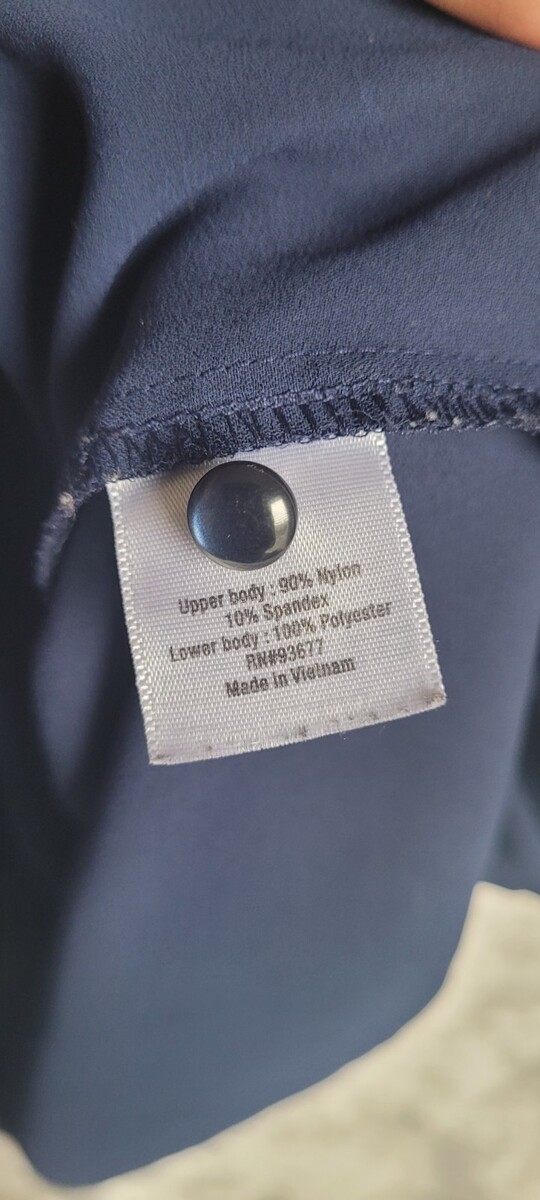 Upper body : 90% Nylon
10% Spandex
Lower body : 100% Polyester
RN#93677
Made in Vietnam